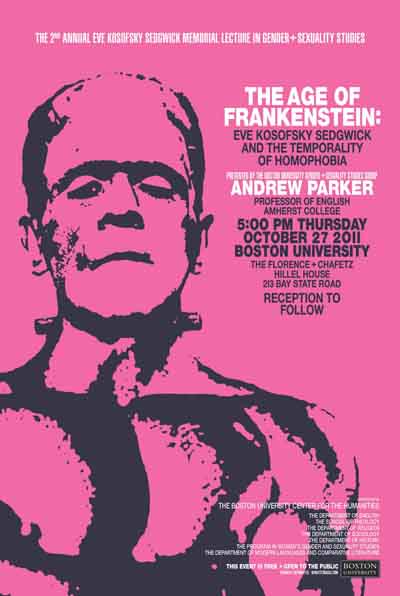 THE 2ND ANNUAL EVE KOSOFSKY SEDGWICK MEMORIAL LECTURE IN GENDER+SEXUALITY STUDIES
THE AGE OF
FRANKENSTEIN:
EVE KOSOFSKY SEDGWICK
AND THE TEMPORALITY
OF HOMOPHOBIA
PRESENTED BY THE BOSTON UNIVERSITY GENDER + SEXUALITY STUDIES GROUP
ANDREW PARKER
PROFESSOR OF ENGLISH
AMHERST COLLEGE
5:00 PM THURSDAY
OCTOBER 27 2011
BOSTON UNIVERSITY
THE FLORENCE + CHAFETZ
HILLEL HOUSE
213 BAY STATE ROAD
RECEPTION TO
FOLLOW
THE BOSTON UNIVERSITY CENTER FOR THE HUMANITIES
THE DEPARTMENT OF ENGLISH
THE SCHOOL OF THEOLOGY
THE DEPARTMENT OF RELIGION
THE DEPARTMENT OF SOCIOLOGY
THE DEPARTMENT OF HISTORY
THE PROGRAM IN WOMEN'S, GENDER AND SEXUALITY STUDIES
THE DEPARTMENT OF MODERN LANGUAGES AND COMPARATIVE LITERATURE
THIS EVENT IS FREE + OPEN TO THE PUBLIC
BOSTON
UNIVERSITY